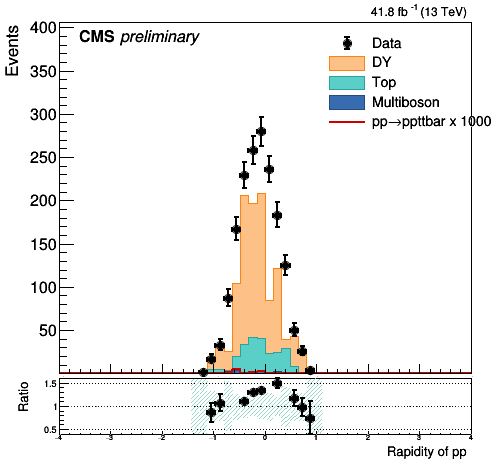 41.8 fb⁻¹ (13 TeV)
CMS preliminary
Events
400
350
300
250
200
150
100
50
Data
DY
Top
Multiboson
pp→ppttbar x 1000
Ratio
1.5
1
0.5
-4 -3 -2 -1 0 1 2 3 4
Rapidity of pp